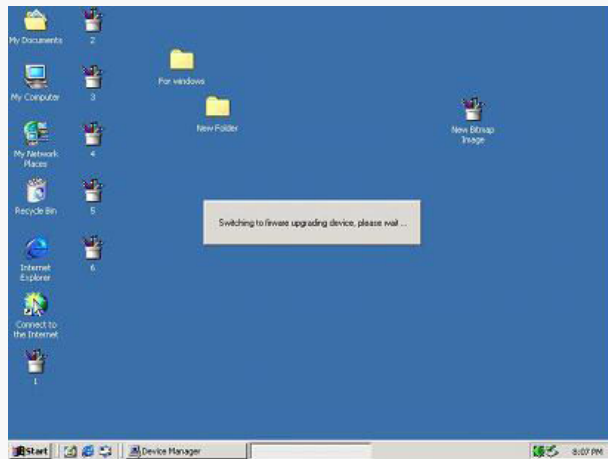 My Documents
2
For windows
My Computer
3
New Folder
New Bitmap
Image
My Network
Places
4
Recycle Bin
5
Switching to firware upgrading device, please wait ...
Internet
Explorer
6
Connect to
the Internet
1
Start
Device Manager
8:07 PM